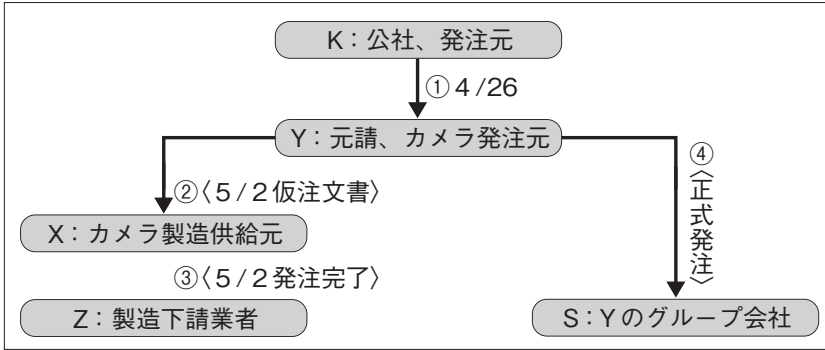 K：公社、発注元
①4/26
Y：元請、カメラ発注元
②〈5/2仮注文書〉
④〈正式発注〉
X：カメラ製造供給元
③〈5/2発注完了〉
Z：製造下請業者
S：Yのグループ会社